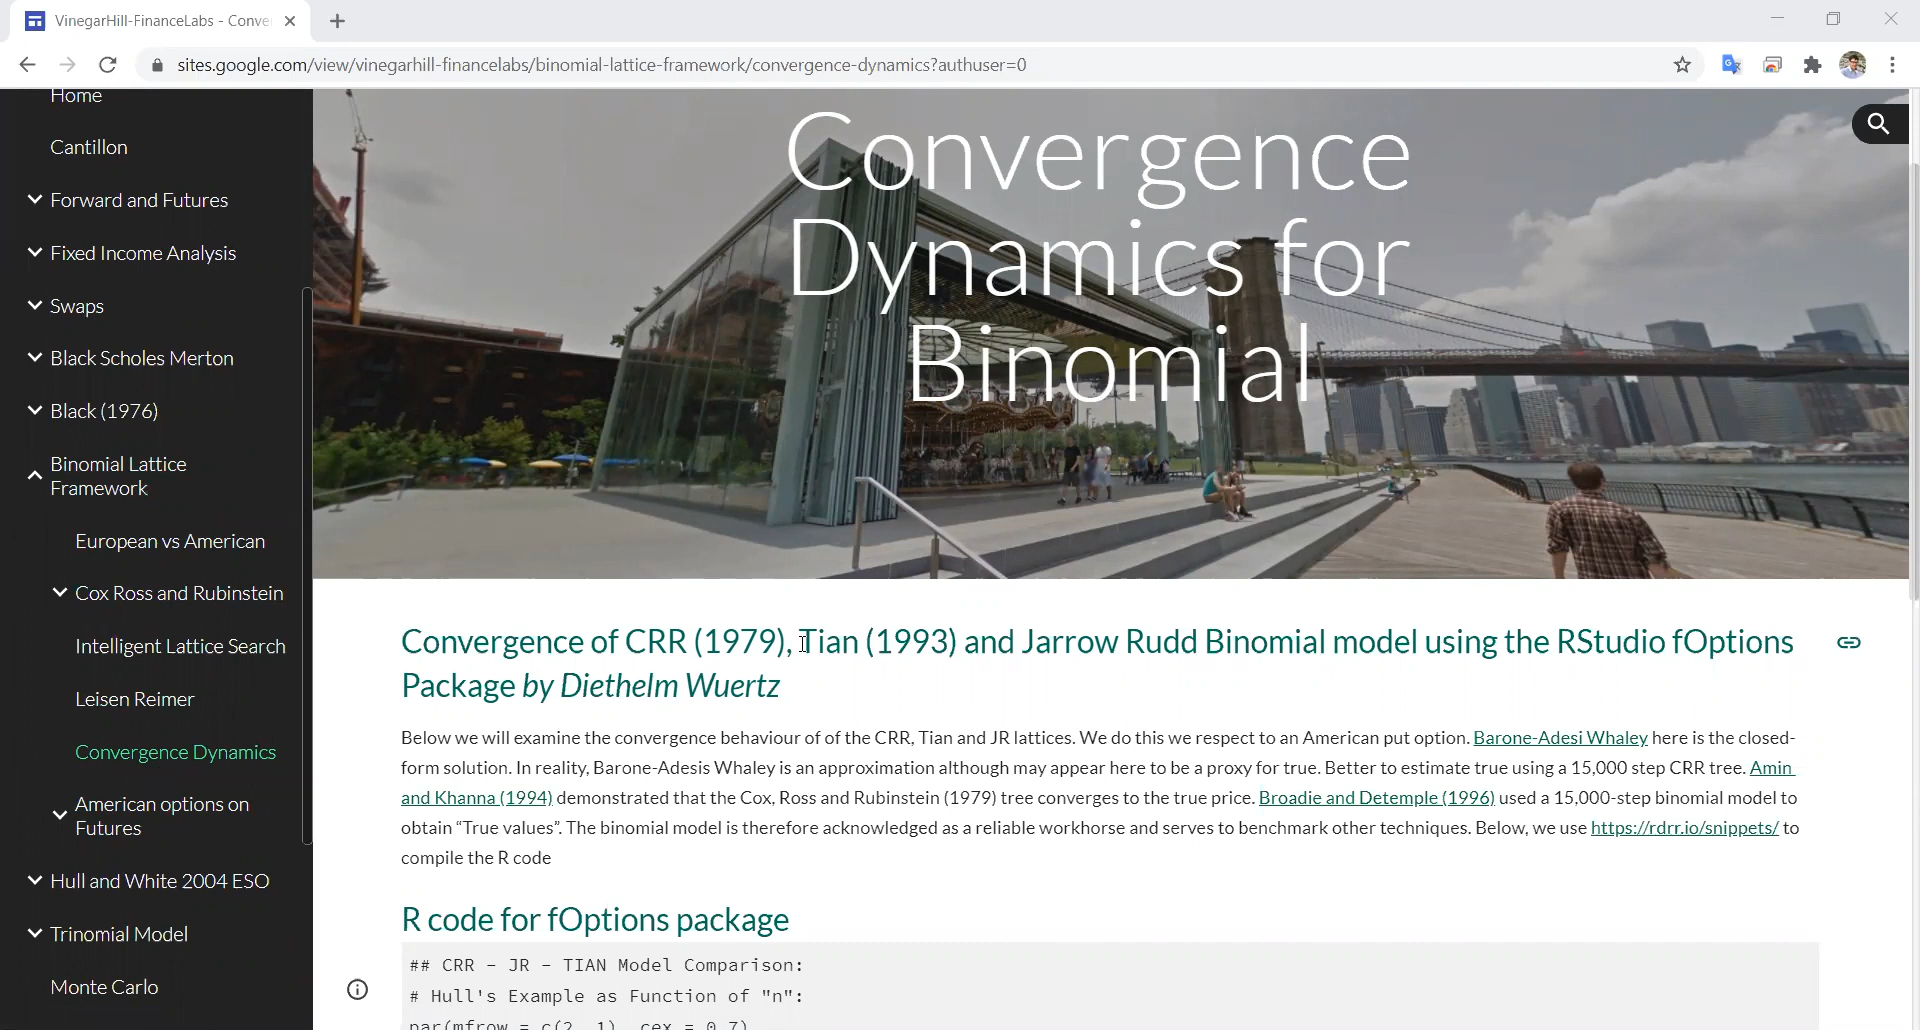 VinegarHill-FinanceLabs - Conve
sites.google.com/view/vinegarhill-financelabs/binomial-lattice-framework/convergence-dynamics?authuser=0
Home
Cantillon
Forward and Futures
Fixed Income Analysis
Swaps
Black Scholes Merton
Black (1976)
Binomial Lattice
Framework
European vs American
Cox Ross and Rubinstein
Intelligent Lattice Search
Leisen Reimer
Convergence Dynamics
American options on
Futures
Hull and White 2004 ESO
Trinomial Model
Monte Carlo
Convergence
Dynamics for
Binomial
Convergence of CRR (1979), Tian (1993) and Jarrow Rudd Binomial model using the RStudio fOptions
Package by Diethelm Wuertz
Below we will examine the convergence behaviour of of the CRR, Tian and JR lattices. We do this we respect to an American put option. Barone-Adesi Whaley here is the closed-
form solution. In reality, Barone-Adesis Whaley is an approximation although may appear here to be a proxy for true. Better to estimate true using a 15,000 step CRR tree. Amin
and Khanna (1994) demonstrated that the Cox, Ross and Rubinstein (1979) tree converges to the true price. Broadie and Detemple (1996) used a 15,000-step binomial model to
obtain “True values”. The binomial model is therefore acknowledged as a reliable workhorse and serves to benchmark other techniques. Below, we use https://rdrr.io/snippets/ to
compile the R code
R code for fOptions package
## CRR - JR - TIAN Model Comparison:
# Hull's Example as Function of "n":
par(mfrow = c(2, 1), cex = 0.7)